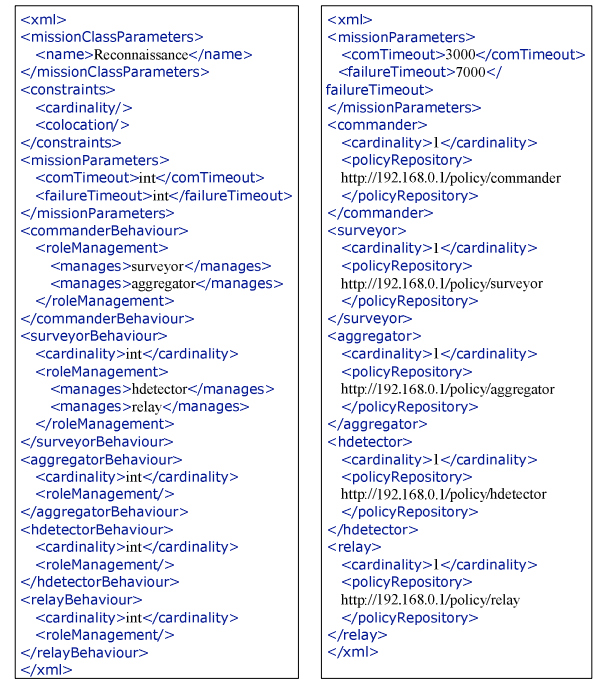 <xml>
<missionClassParameters>
<name>Reconnaissance</name>
</missionClassParameters>
<constraints>
<cardinality/>
<colocation/>
</constraints>
<missionParameters>
<comTimeout>int</comTimeout>
<failureTimeout>int</failureTimeout>
</missionParameters>
<commanderBehaviour>
<roleManagement>
<manages>surveyor</manages>
<manages>aggregator</manages>
</roleManagement>
</commanderBehaviour>
<surveyorBehaviour>
<cardinality>int</cardinality>
<roleManagement>
<manages>hdetector</manages>
<manages>relay</manages>
</roleManagement>
</surveyorBehaviour>
<aggregatorBehaviour>
<cardinality>int</cardinality>
<roleManagement/>
</aggregatorBehaviour>
<hdetectorBehaviour>
<cardinality>int</cardinality>
<roleManagement/>
</hdetectorBehaviour>
<relayBehaviour>
<cardinality>int</cardinality>
<roleManagement/>
</relayBehaviour>
</xml>
<xml>
<missionParameters>
<comTimeout>3000</comTimeout>
<failureTimeout>7000</
failureTimeout>
</missionParameters>
<commander>
<cardinality>1</cardinality>
<policyRepository>
http://192.168.0.1/policy/commander
</policyRepository>
</commander>
<surveyor>
<cardinality>1</cardinality>
<policyRepository>
http://192.168.0.1/policy/surveyor
</policyRepository>
</surveyor>
<aggregator>
<cardinality>1</cardinality>
<policyRepository>
http://192.168.0.1/policy/aggregator
</policyRepository>
</aggregator>
<hdetector>
<cardinality>1</cardinality>
<policyRepository>
http://192.168.0.1/policy/hdetector
</policyRepository>
</hdetector>
<relay>
<cardinality>1</cardinality>
<policyRepository>
http://192.168.0.1/policy/relay
</policyRepository>
</relay>
</xml>